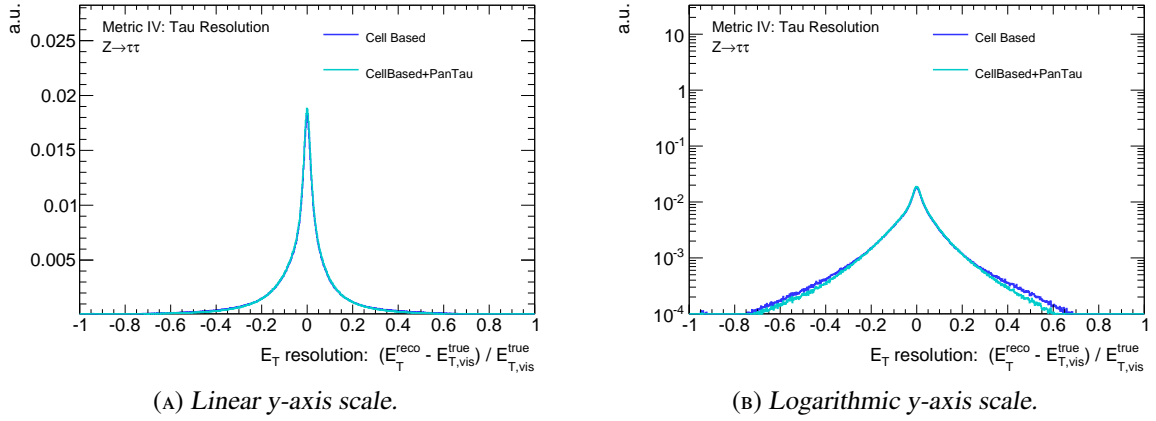 a.u.
0.025
0.02
0.015
0.01
0.005
Metric IV: Tau Resolution
Z→ττ
Cell Based
CellBased+PanTau
-1 -0.8 -0.6 -0.4 -0.2 0 0.2 0.4 0.6 0.8 1
E_T resolution: (E_T^reco - E_T,vis^true) / E_T,vis^true
(A) Linear y-axis scale.
a.u.
10
1
10^-1
10^-2
10^-3
10^-4
Metric IV: Tau Resolution
Z→ττ
Cell Based
CellBased+PanTau
-1 -0.8 -0.6 -0.4 -0.2 0 0.2 0.4 0.6 0.8 1
E_T resolution: (E_T^reco - E_T,vis^true) / E_T,vis^true
(B) Logarithmic y-axis scale.